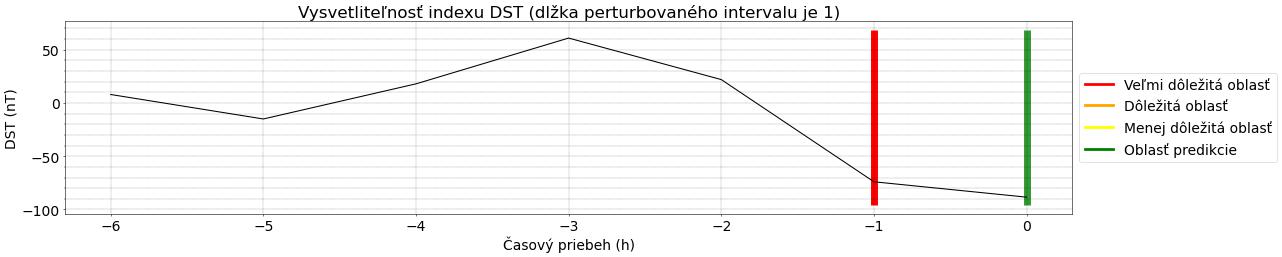 Vysvetliteľnosť indexu DST (dlžka perturbovaného intervalu je 1)
DST (nT)
50
0
−50
−100
−6 −5 −4 −3 −2 −1 0
Časový priebeh (h)
Veľmi dôležitá oblasť
Dôležitá oblasť
Menej dôležitá oblasť
Oblasť predikcie